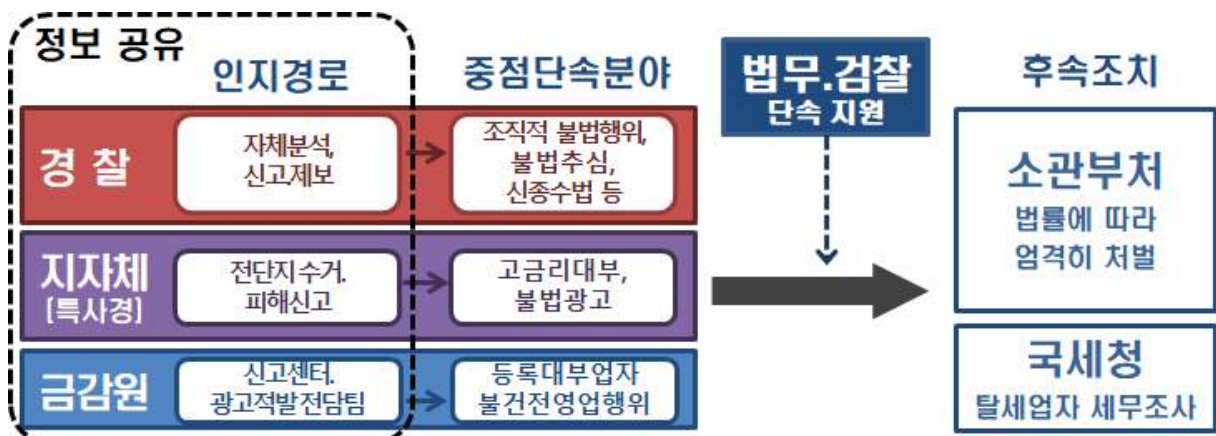 정보 공유
인지경로
중점단속분야
법무.검찰
단속 지원
후속조치
경 찰
자체분석,
신고.제보
조직적 불법행위,
불법추심,
신종수법 등
지자체
[특사경]
전단지 수거.
피해신고
고금리대부,
불법광고
금감원
신고센터.
광고적발전담팀
등록대부업자
불건전영업행위
소관부처
법률에 따라
엄격히 처벌
국세청
탈세업자 세무조사